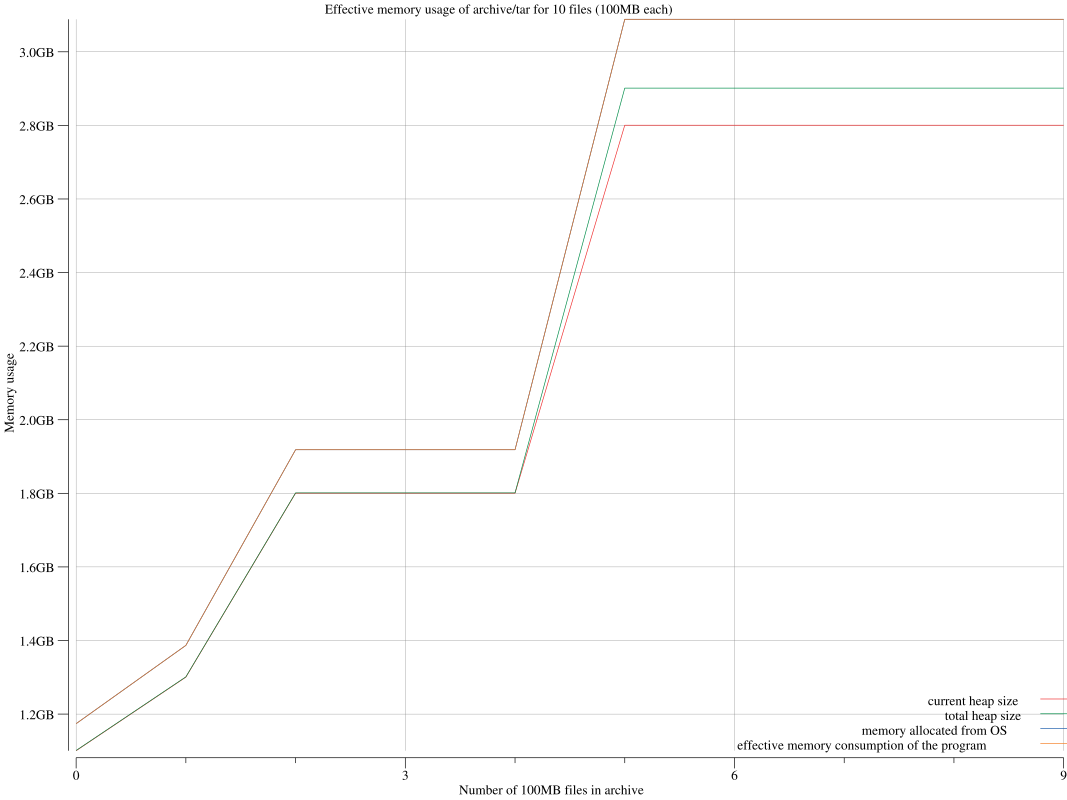 Effective memory usage of archive/tar for 10 files (100MB each)
3.0GB
2.8GB
2.6GB
2.4GB
2.2GB
2.0GB
1.8GB
1.6GB
1.4GB
1.2GB
Memory usage
current heap size
total heap size
memory allocated from OS
effective memory consumption of the program
0 3 6 9
Number of 100MB files in archive